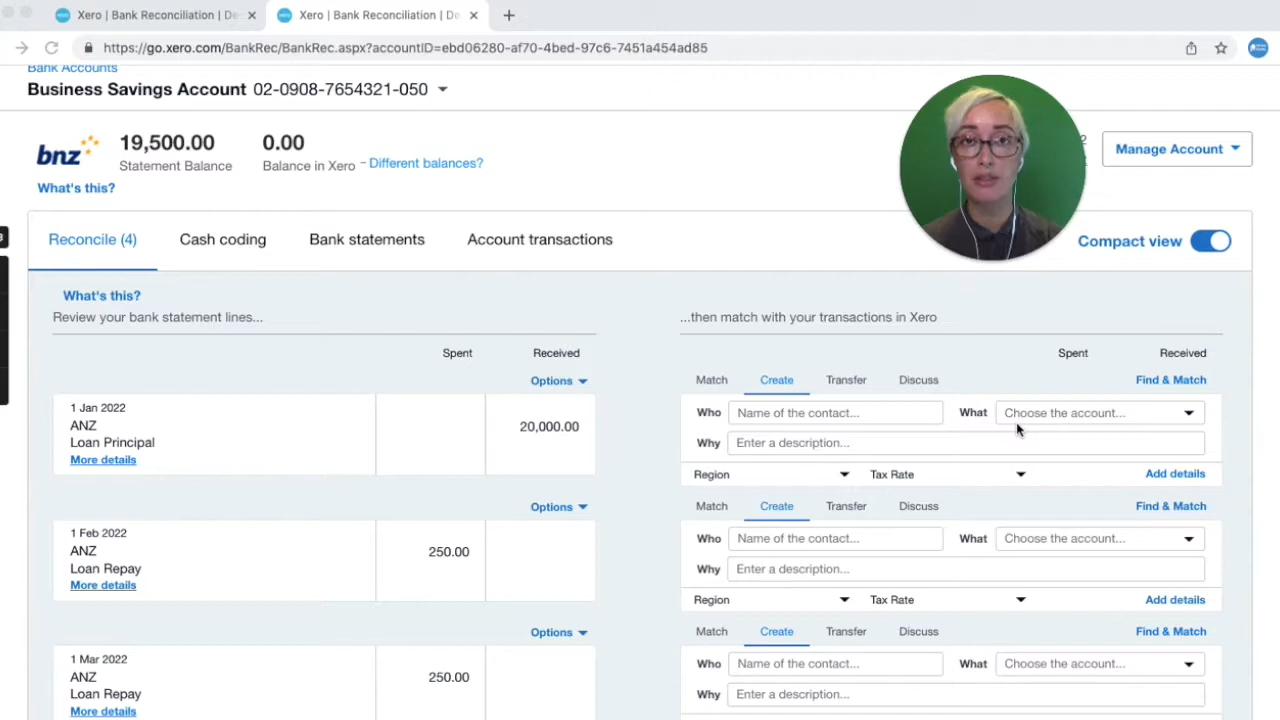 Xero | Bank Reconciliation | De
Xero | Bank Reconciliation | De
https://go.xero.com/BankRec/BankRec.aspx?accountID=ebd06280-af70-4bed-97c6-7451a454ad85
Bank Accounts
Business Savings Account 02-0908-7654321-050
bnz
19,500.00
0.00
Statement Balance
Balance in Xero - Different balances?
What's this?
Manage Account
Reconcile (4)
Cash coding
Bank statements
Account transactions
Compact view
What's this?
Review your bank statement lines...
...then match with your transactions in Xero
Spent
Received
Spent
Received
Options
Match
Create
Transfer
Discuss
Find & Match
1 Jan 2022
ANZ
Loan Principal
More details
20,000.00
Who
Name of the contact...
What
Choose the account...
Why
Enter a description...
Region
Tax Rate
Add details
Options
Match
Create
Transfer
Discuss
Find & Match
1 Feb 2022
ANZ
Loan Repay
More details
250.00
Who
Name of the contact...
What
Choose the account...
Why
Enter a description...
Region
Tax Rate
Add details
Options
Match
Create
Transfer
Discuss
Find & Match
1 Mar 2022
ANZ
Loan Repay
More details
250.00
Who
Name of the contact...
What
Choose the account...
Why
Enter a description...